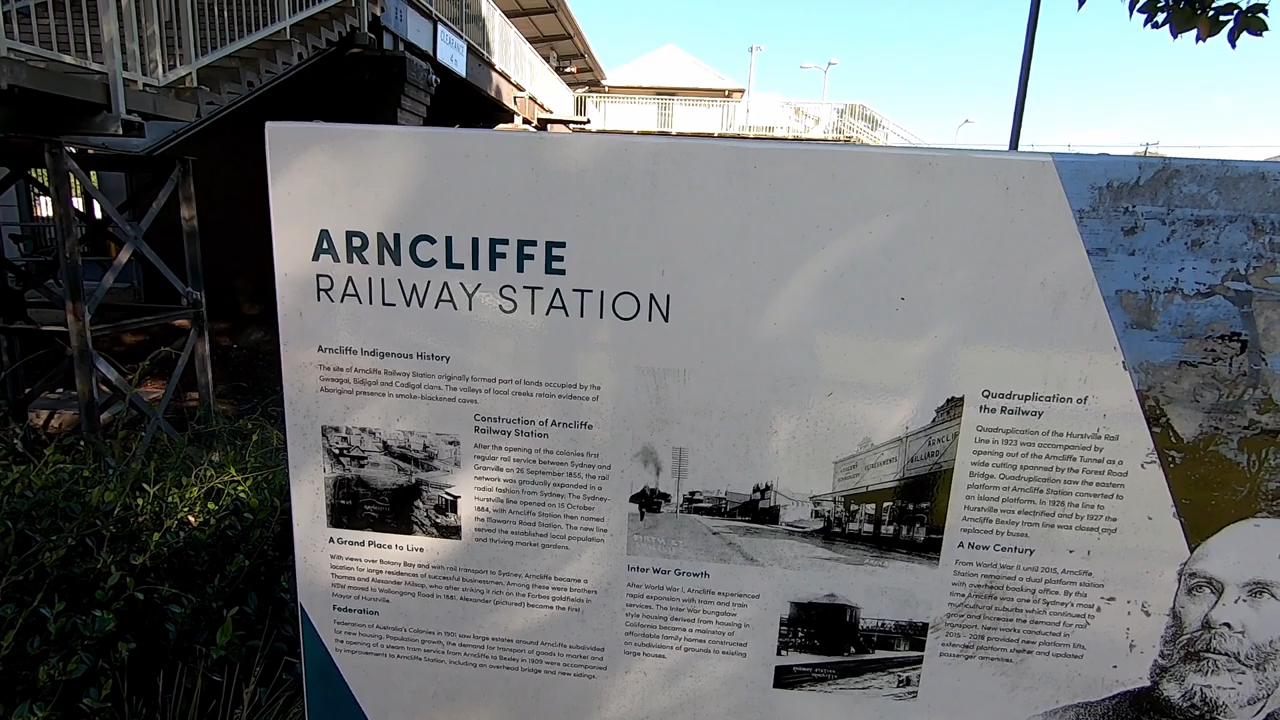 CLEARANCE
4 m
ARNCLIFFE
RAILWAY STATION
Arncliffe Indigenous History
The site of Arncliffe Railway Station originally formed part of lands occupied by the
Gweagai, Bidjigal and Cadigal clans. The valleys of local creeks retain evidence of
Aboriginal presence in smoke-blackened caves.
Construction of Arncliffe
Railway Station
After the opening of the colonies first
regular rail service between Sydney and
Granville on 26 September 1855, the rail
network was gradually expanded in a
radial fashion from Sydney. The Sydney-
Hurstville line opened on 15 October
1884, with Arncliffe Station then named
the Illawarra Road Station. The new line
served the established local population
and thriving market gardens.
A Grand Place to Live
With views over Botany Bay and with rail transport to Sydney, Arncliffe became a
location for large residences of successful businessmen. Among these were brothers
Thomas and Alexander Milsop, who after striking it rich on the Forbes goldfields in
NSW moved to Wollongong Road in 1881. Alexander (pictured) became the first
Mayor of Hurstville.
Federation
Federation of Australia's Colonies in 1901 saw large estates around Arncliffe subdivided
for new housing. Population growth, the demand for transport of goods to market and
the opening of a steam tram service from Arncliffe to Bexley in 1909 were accompanied
by improvements to Arncliffe Station, including an overhead bridge and new sidings.
REFRESHMENTS
ARNCLIF
BILLIARD
Inter War Growth
After World War I, Arncliffe experienced
rapid expansion with tram and train
services. The Inter War bungalow
style housing derived from housing in
California became a mainstay of
affordable family homes constructed
on subdivisions of grounds to existing
large houses.
RAILWAY STATION
ARNCLIFFE
Quadruplication of
the Railway
Quadruplication of the Hurstville Rail
Line in 1923 was accompanied by
opening out of the Arncliffe Tunnel as a
wide cutting spanned by the Forest Road
Bridge. Quadruplication saw the eastern
platform at Arncliffe Station converted to
an island platform. In 1926 the line to
Hurstville was electrified and by 1927 the
Arncliffe Bexley tram line was closed and
replaced by buses.
A New Century
From World War II until 2015, Arncliffe
Station remained a dual platform station
with overhead booking office. By this
time Arncliffe was one of Sydney's most
multicultural suburbs which continued to
grow and increase the demand for rail
transport. New works conducted in
2015 - 2018 provided new platform lifts,
extended platform shelter and updated
passenger amenities.